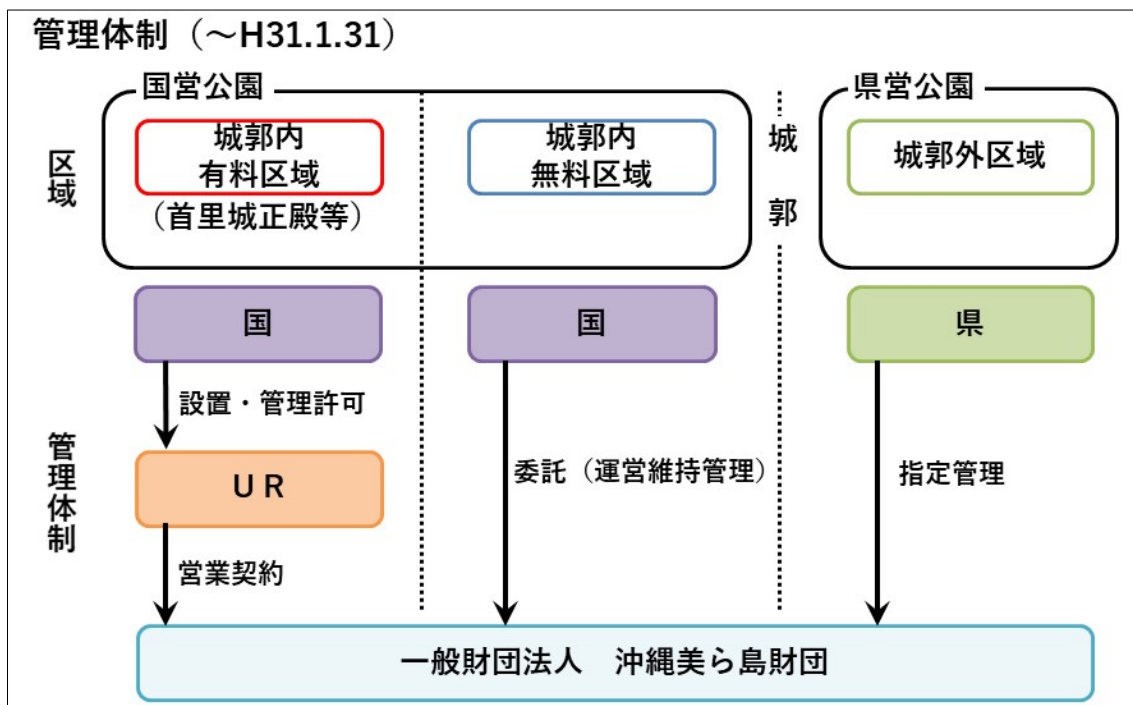 管理体制（～H31.1.31）
国営公園
県営公園
区域
城郭内
有料区域
（首里城正殿等）
城郭内
無料区域
城郭
城郭外区域
国
国
県
管理体制
設置・管理許可
ＵＲ
委託（運営維持管理）
指定管理
営業契約
一般財団法人　沖縄美ら島財団